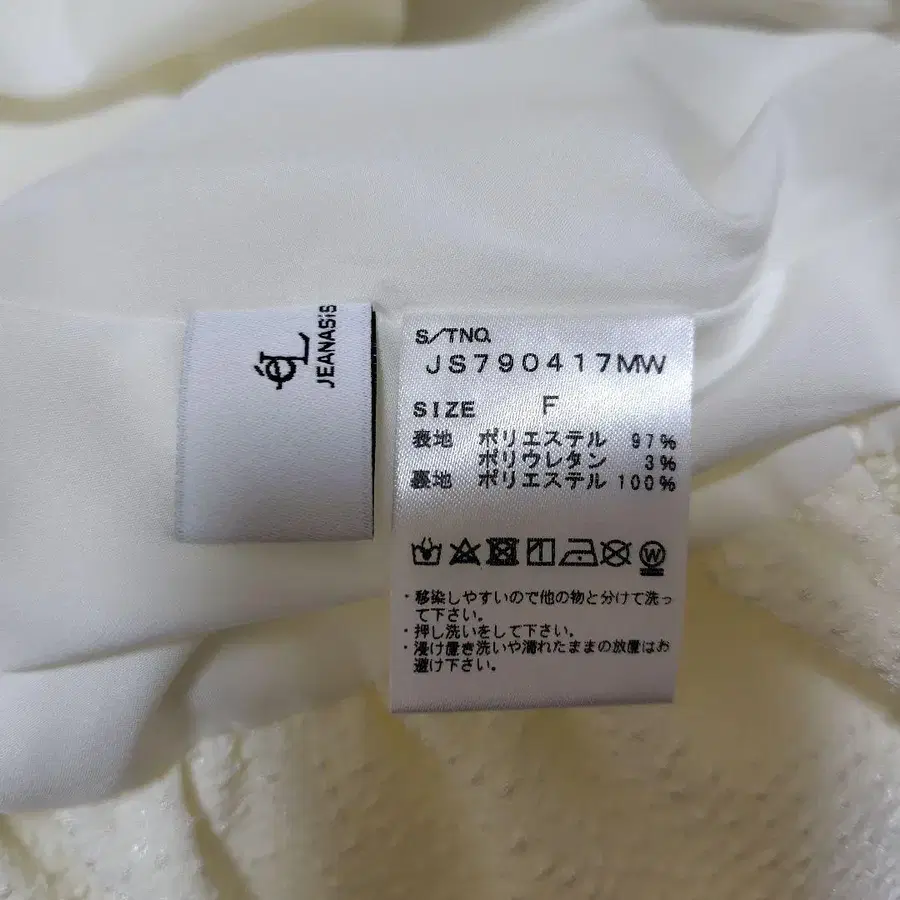 JEANASiS
S/TNO.
JS790417MW
SIZE F
表地 ポリエステル 97%
ポリウレタン 3%
裏地 ポリエステル 100%
W
・移染しやすいので他の物と分けて洗っ
て下さい。
・押し洗いをして下さい。
・浸け置き洗いや濡れたままの放置はお
避け下さい。